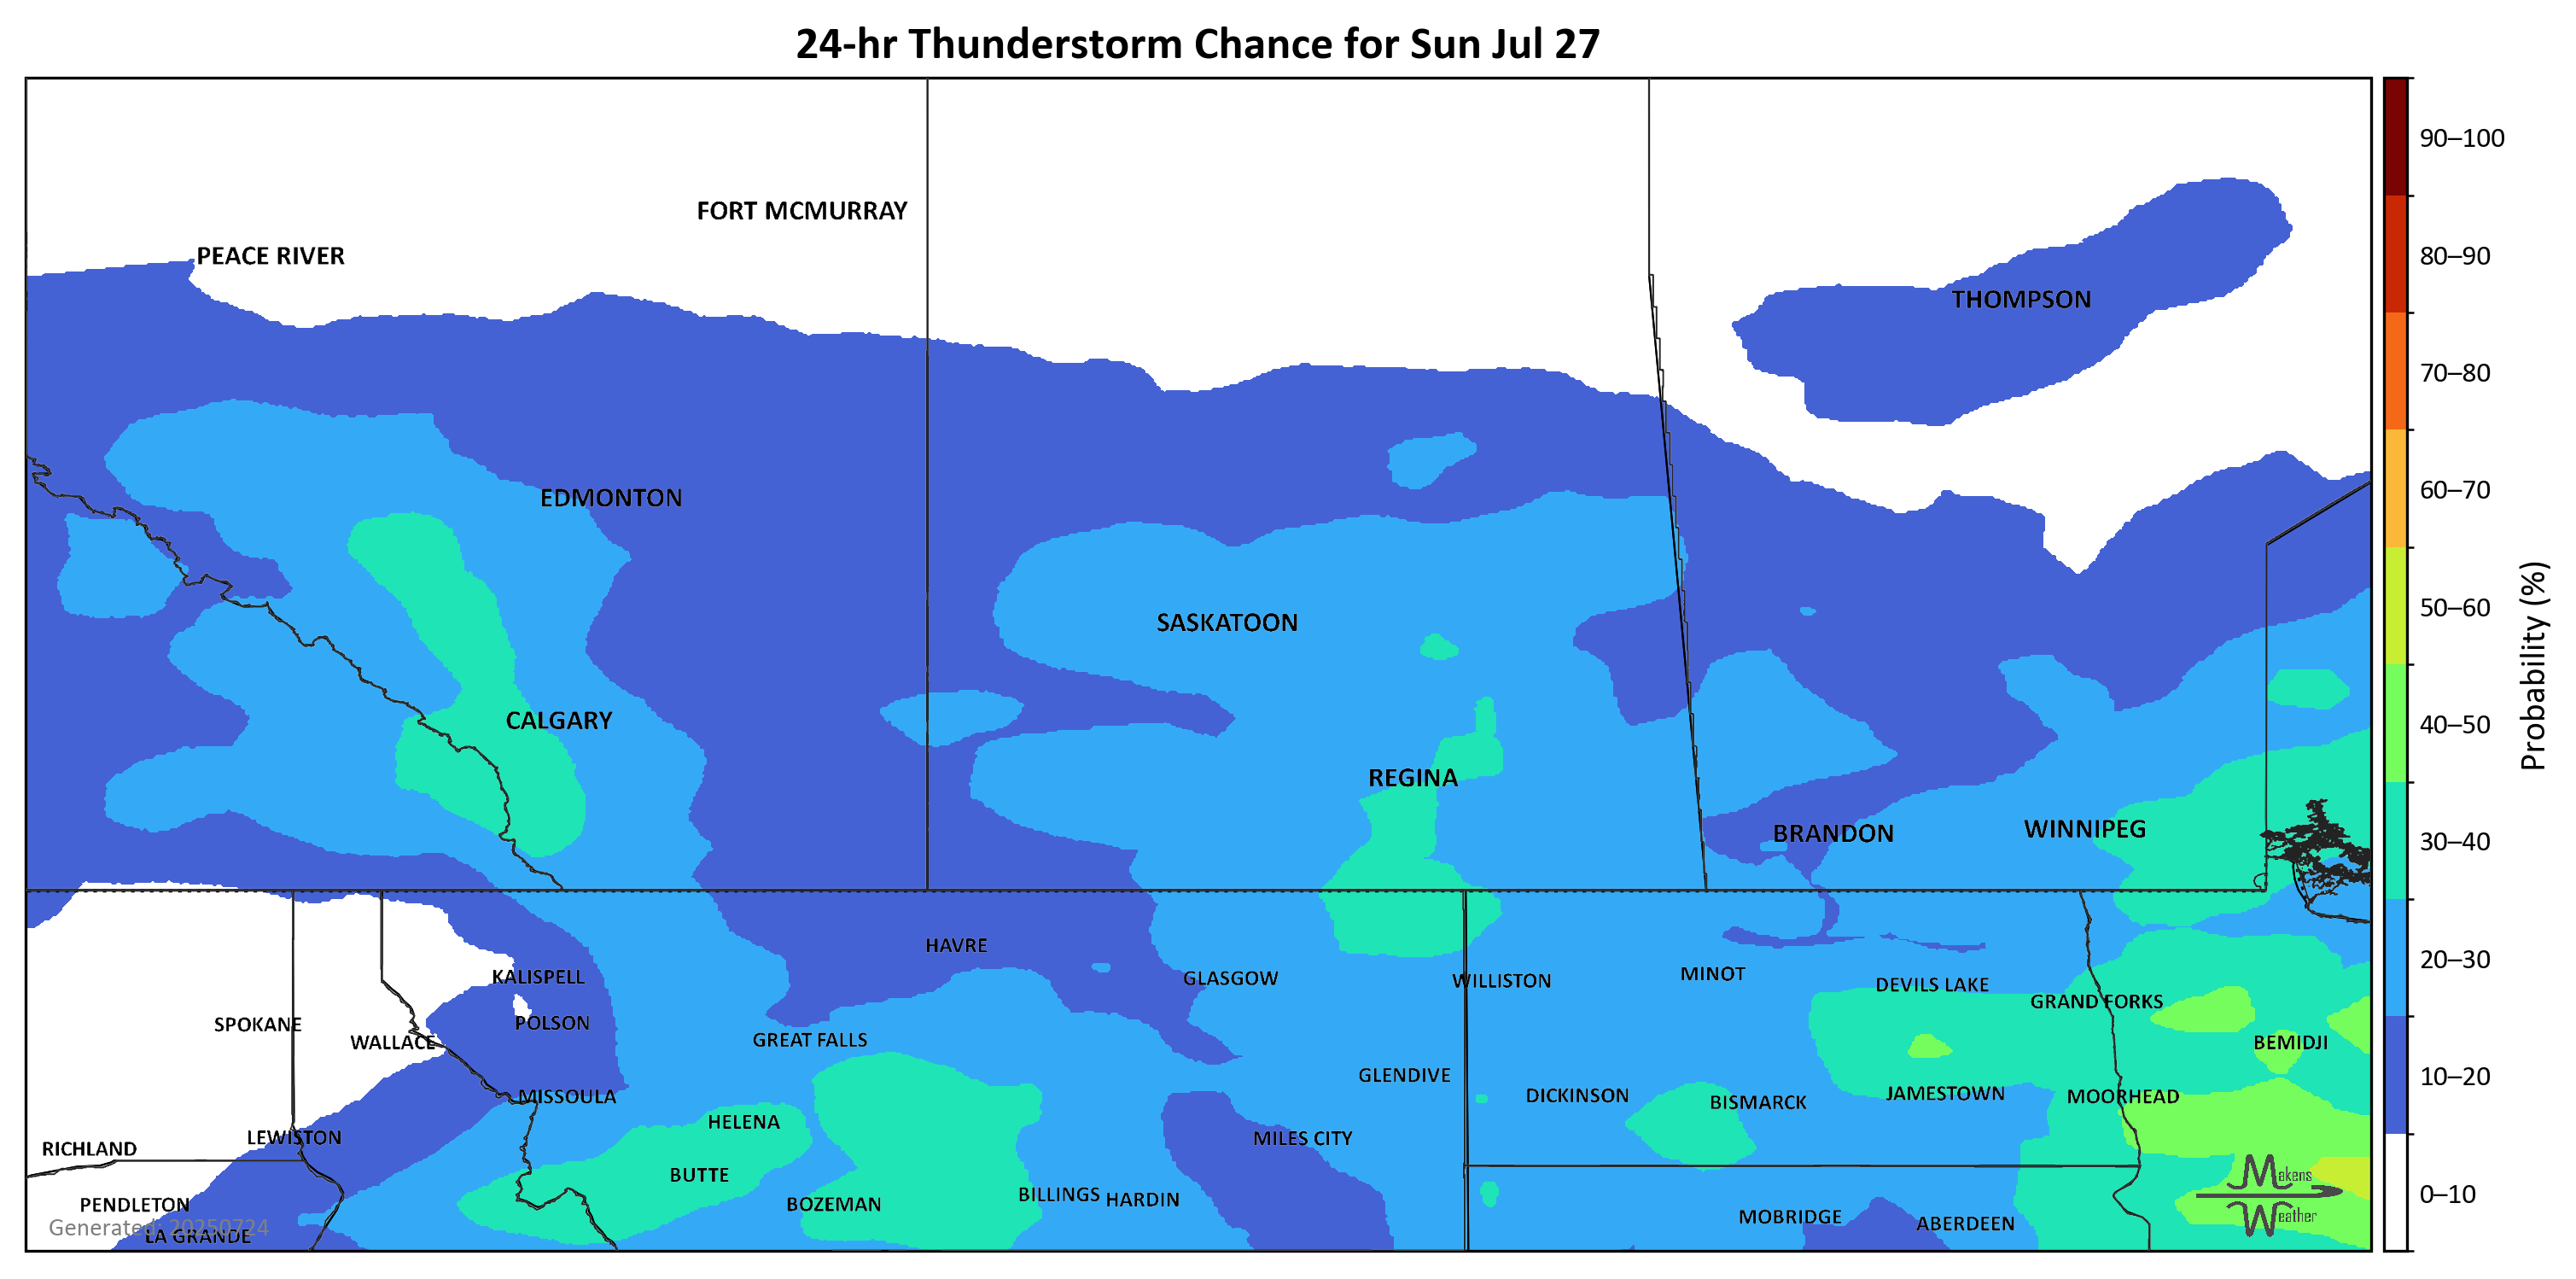 24-hr Thunderstorm Chance for Sun Jul 27
FORT MCMURRAY
PEACE RIVER
THOMPSON
EDMONTON
SASKATOON
CALGARY
REGINA
BRANDON
WINNIPEG
HAVRE
KALISPELL
GLASGOW
WILLISTON
MINOT
DEVILS LAKE
GRAND FORKS
SPOKANE
POLSON
WALLACE
GREAT FALLS
BEMIDJI
GLENDIVE
MISSOULA
DICKINSON
BISMARCK
JAMESTOWN
MOORHEAD
HELENA
LEWISTON
MILES CITY
RICHLAND
BUTTE
BILLINGS
HARDIN
PENDLETON
BOZEMAN
MOBRIDGE
ABERDEEN
Generated: 20250724
LA GRANDE
Makens
Weather
90–100
80–90
70–80
60–70
50–60
40–50
30–40
20–30
10–20
0–10
Probability (%)